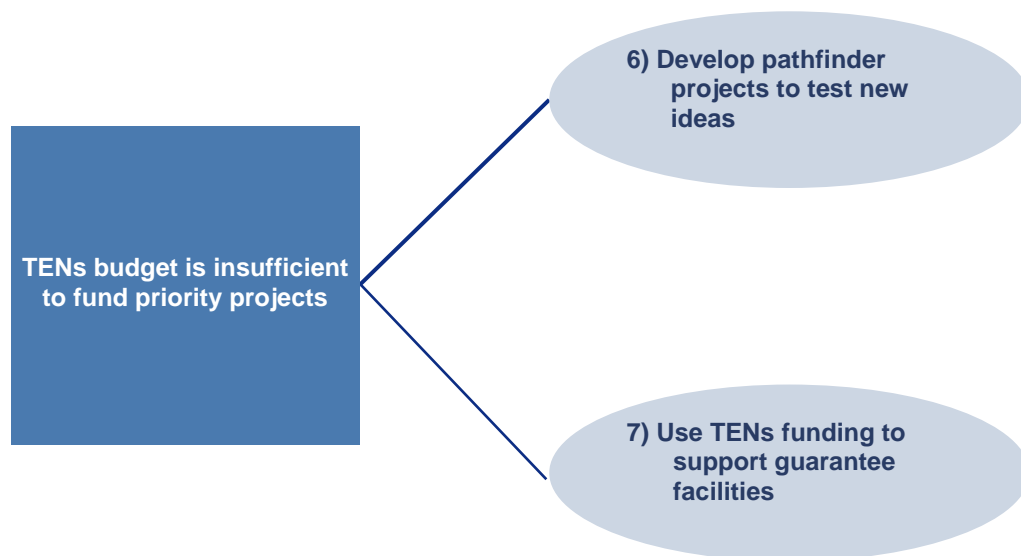 6) Develop pathfinder
projects to test new
ideas
TENs budget is insufficient
to fund priority projects
7) Use TENs funding to
support guarantee
facilities